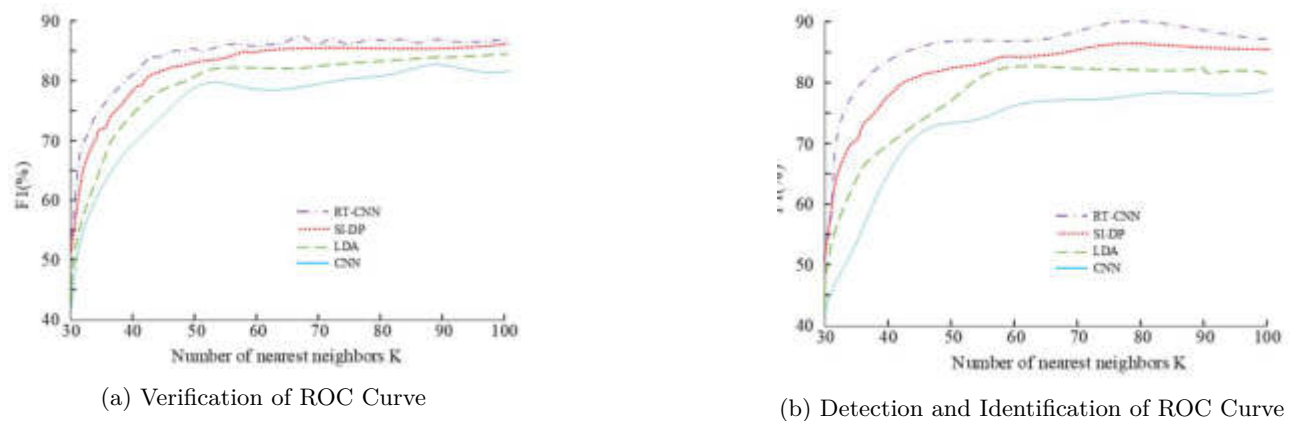 90
80
70
60
50
40
F1(%)
RT-CNN
SI-DP
LDA
CNN
30 40 50 60 70 80 90 100
Number of nearest neighbors K
(a) Verification of ROC Curve
90
80
70
60
50
40
RT-CNN
SI-DP
LDA
CNN
30 40 50 60 70 80 90 100
Number of nearest neighbors K
(b) Detection and Identification of ROC Curve